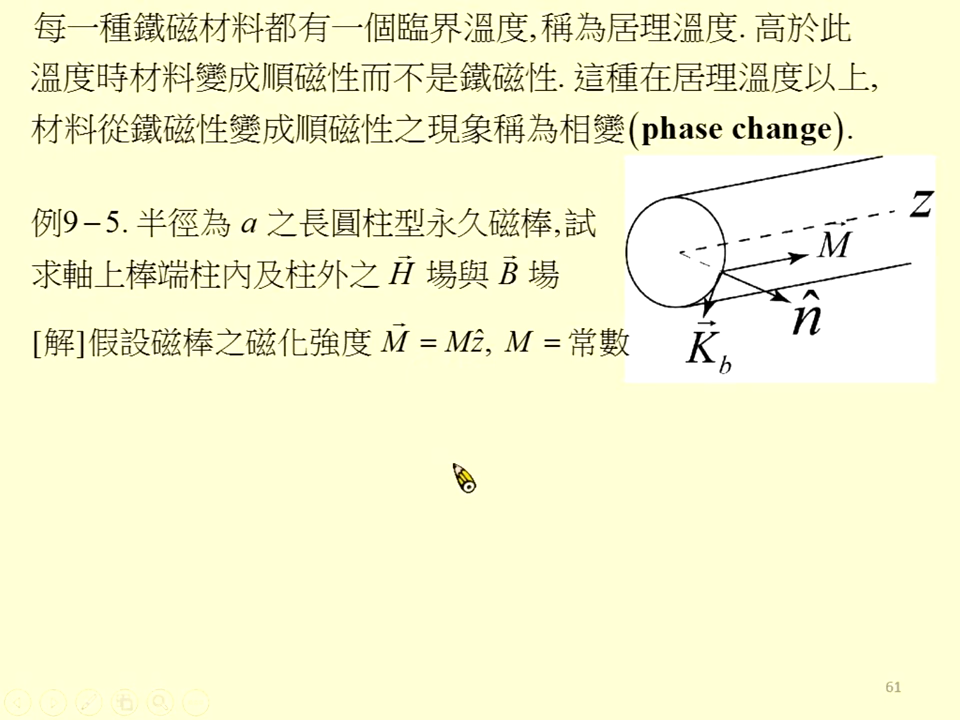 每一種鐵磁材料都有一個臨界溫度,稱為居理溫度. 高於此
溫度時材料變成順磁性而不是鐵磁性. 這種在居理溫度以上,
材料從鐵磁性變成順磁性之現象稱為相變(phase change).
例9－5. 半徑為 a 之長圓柱型永久磁棒,試
求軸上棒端柱內及柱外之 H⃗ 場與 B⃗ 場
[解]假設磁棒之磁化強度 M⃗ = Mẑ, M = 常數
z
M⃗
n̂
K⃗b
61